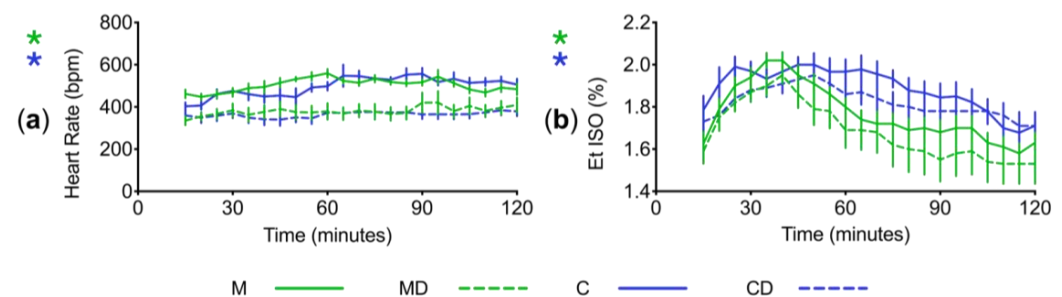 (a)
*
*
Heart Rate (bpm)
800
600
400
200
0
0 30 60 90 120
Time (minutes)
(b)
*
*
Et ISO (%)
2.2
2.0
1.8
1.6
1.4
0 30 60 90 120
Time (minutes)
M MD C CD